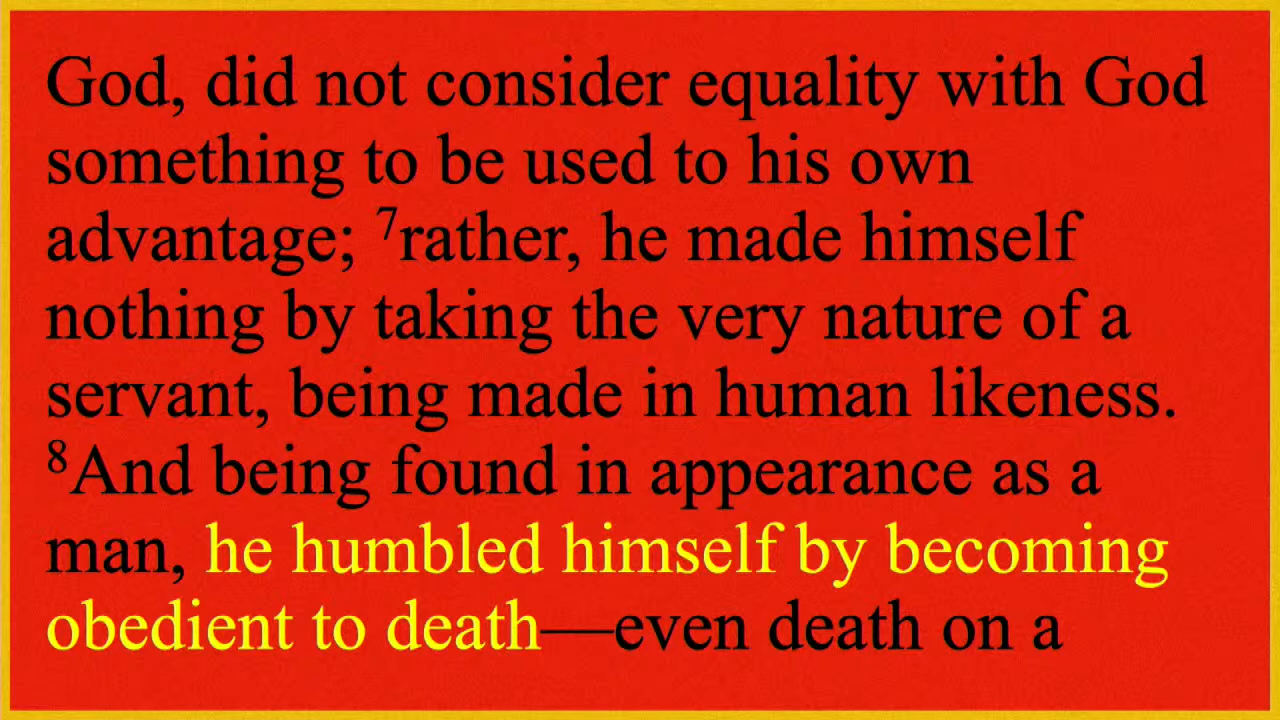 God, did not consider equality with God
something to be used to his own
advantage; ⁷rather, he made himself
nothing by taking the very nature of a
servant, being made in human likeness.
⁸And being found in appearance as a
man, he humbled himself by becoming
obedient to death—even death on a